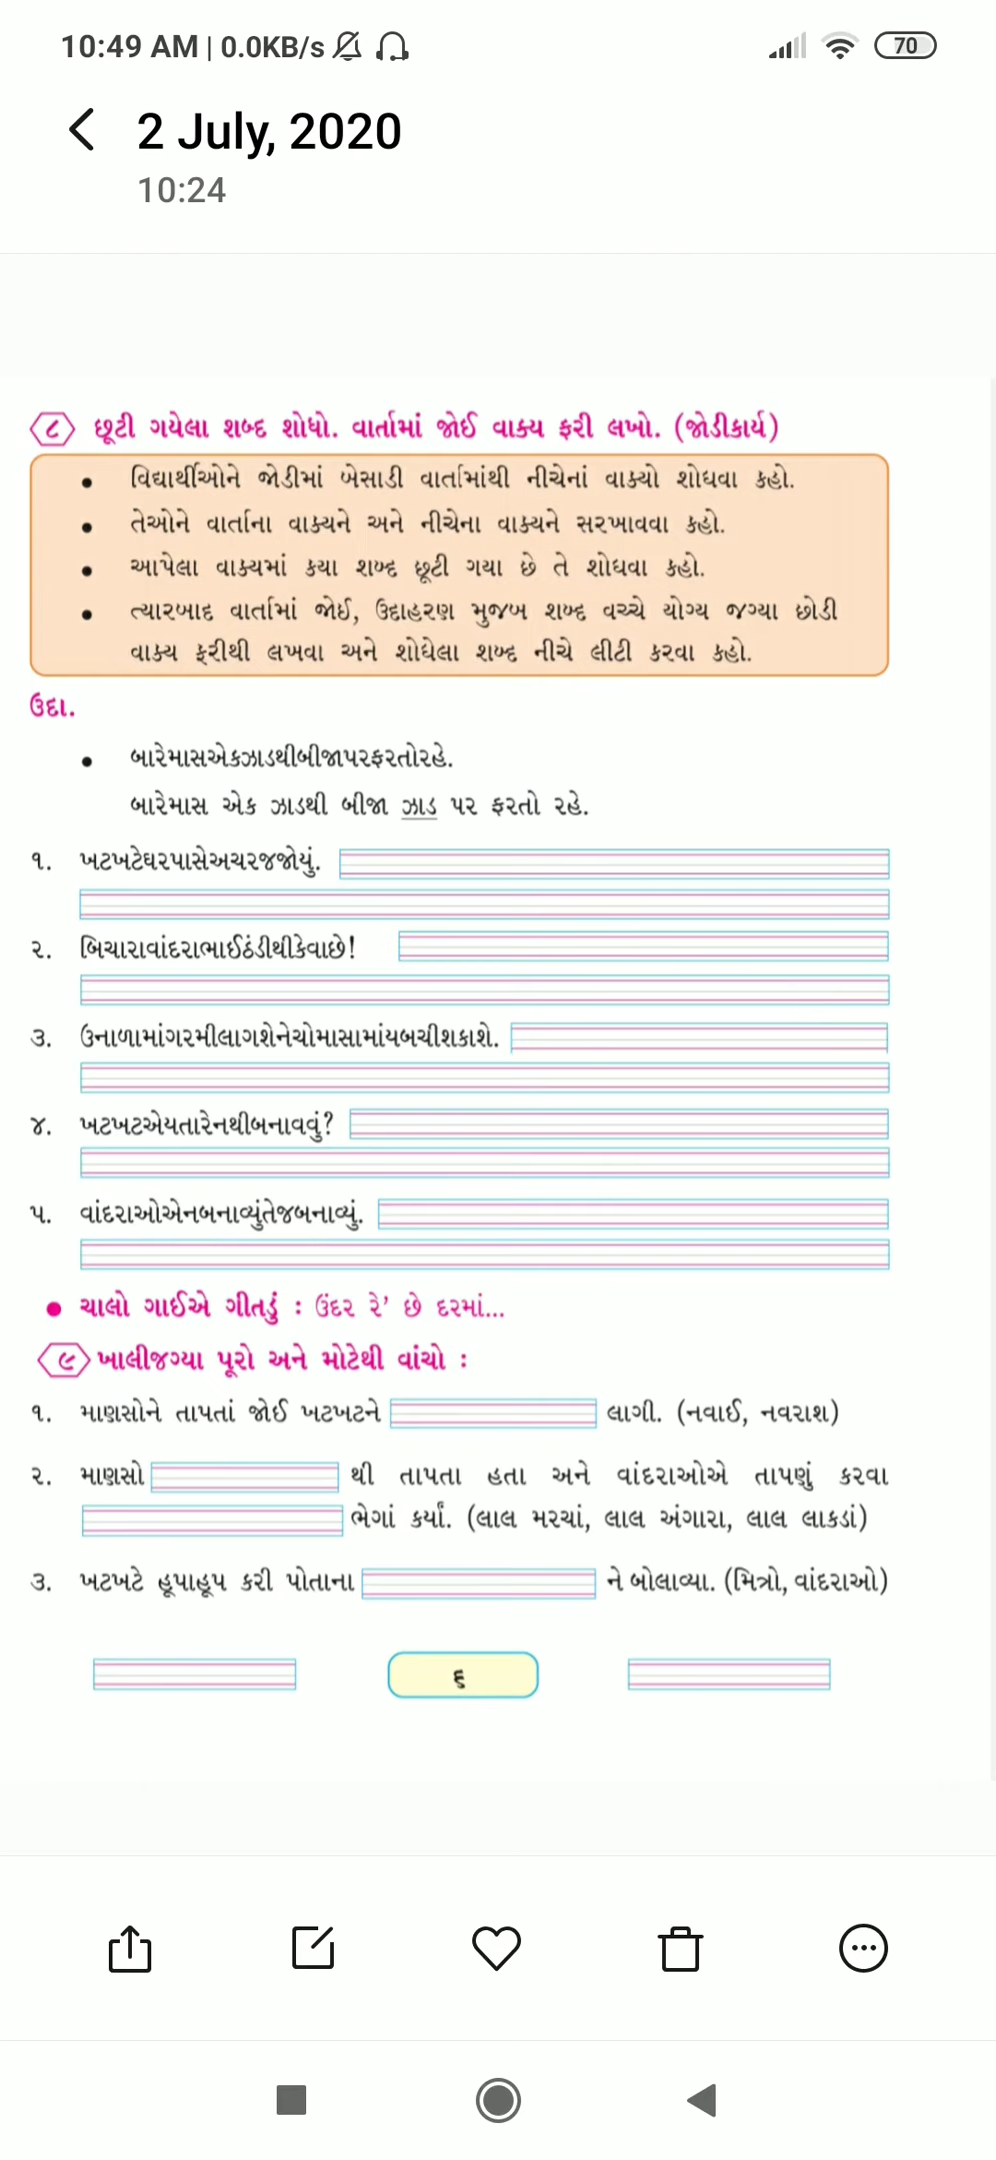 10:49 AM | 0.0KB/s
70
2 July, 2020
10:24
૮ છૂટી ગયેલા શબ્દ શોધો. વાર્તામાં જોઈ વાક્ય ફરી લખો. (જોડીકાર્ય)
• વિદ્યાર્થીઓને જોડીમાં બેસાડી વાર્તામાંથી નીચેનાં વાક્યો શોધવા કહો.
• તેઓને વાર્તાના વાક્યને અને નીચેના વાક્યને સરખાવવા કહો.
• આપેલા વાક્યમાં કયા શબ્દ છૂટી ગયા છે તે શોધવા કહો.
• ત્યારબાદ વાર્તામાં જોઈ, ઉદાહરણ મુજબ શબ્દ વચ્ચે યોગ્ય જગ્યા છોડી
વાક્ય ફરીથી લખવા અને શોધેલા શબ્દ નીચે લીટી કરવા કહો.
ઉદા.
• બારેમાસએકઝાડથીબીજાપરફરતોરહે.
બારેમાસ એક ઝાડથી બીજા ઝાડ પર ફરતો રહે.
૧. ખટખટેઘરપાસેઅચરજજોયું.
૨. બિચારાવાંદરાભાઈઠંડીથીકેવાછે!
૩. ઉનાળામાંગરમીલાગશેનેચોમાસામાંયબચીશકાશે.
૪. ખટખટએયતારેનથીબનાવવું?
૫. વાંદરાઓએનબનાવ્યુંતેજબનાવ્યું.
• ચાલો ગાઈએ ગીતડું : ઉંદર રે' છે દરમાં...
૯ ખાલીજગ્યા પૂરો અને મોટેથી વાંચો :
૧. માણસોને તાપતાં જોઈ ખટખટને લાગી. (નવાઈ, નવરાશ)
૨. માણસો થી તાપતા હતા અને વાંદરાઓએ તાપણું કરવા
ભેગાં કર્યાં. (લાલ મરચાં, લાલ અંગારા, લાલ લાકડાં)
૩. ખટખટે હૂપાહૂપ કરી પોતાના ને બોલાવ્યા. (મિત્રો, વાંદરાઓ)
૬